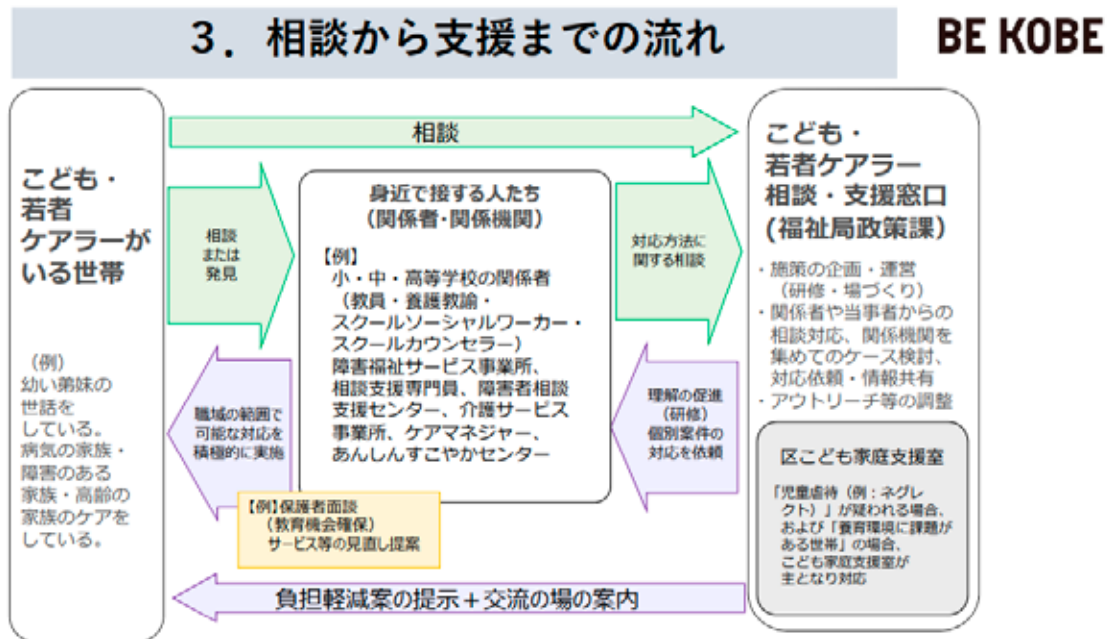 ３．相談から支援までの流れ
BE KOBE
こども・
若者
ケアラーが
いる世帯
（例）
幼い弟妹の
世話を
している。
病気の家族・
障害のある
家族・高齢の
家族のケアを
している。
相談
相談
または
発見
身近で接する人たち
（関係者・関係機関）
【例】
小・中・高等学校の関係者
（教員・養護教諭・
スクールソーシャルワーカー・
スクールカウンセラー）
障害福祉サービス事業所、
相談支援専門員、障害者相談
支援センター、介護サービス
事業所、ケアマネジャー、
あんしんすこやかセンター
対応方法に
関する相談
職域の範囲で
可能な対応を
積極的に実施
【例】保護者面談
（教育機会確保）
サービス等の見直し提案
理解の促進
（研修）
個別案件の
対応を依頼
負担軽減案の提示＋交流の場の案内
こども・
若者ケアラー
相談・支援窓口
(福祉局政策課)
・施策の企画・運営
（研修・場づくり）
・関係者や当事者からの
相談対応、関係機関を
集めてのケース検討、
対応依頼・情報共有
・アウトリーチ等の調整
区こども家庭支援室
「児童虐待（例：ネグレ
クト）」が疑われる場合、
および「養育環境に課題が
ある世帯」の場合、
こども家庭支援室が
主となり対応